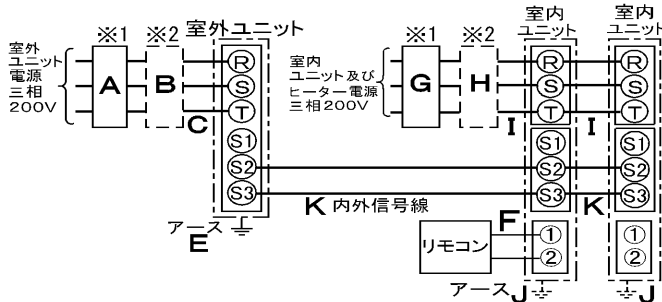 ※1 ※2 室外ユニット
室外
ユニット
電源
三相
200V
A B
C
R
S
T
S1
S2
S3
アース
E
※1 ※2
室内
ユニット及び
ヒーター電源
三相200V
G H
室内
ユニット
室内
ユニット
R
S
T
I I
S1
S2
S3
R
S
T
S1
S2
S3
K 内外信号線
K
F
リモコン
1
2
1
2
アース J
J